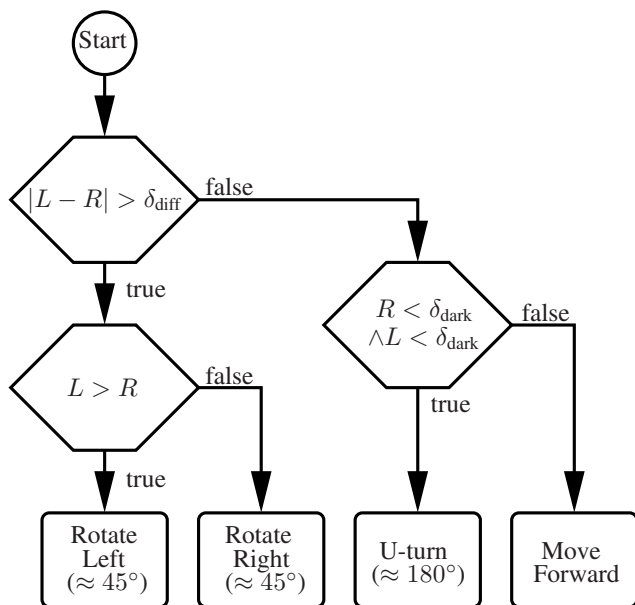 Start
|L − R| > δdiff
false
true
R < δdark
∧L < δdark
false
L > R
false
true
true
Rotate
Left
(≈ 45°)
Rotate
Right
(≈ 45°)
U-turn
(≈ 180°)
Move
Forward